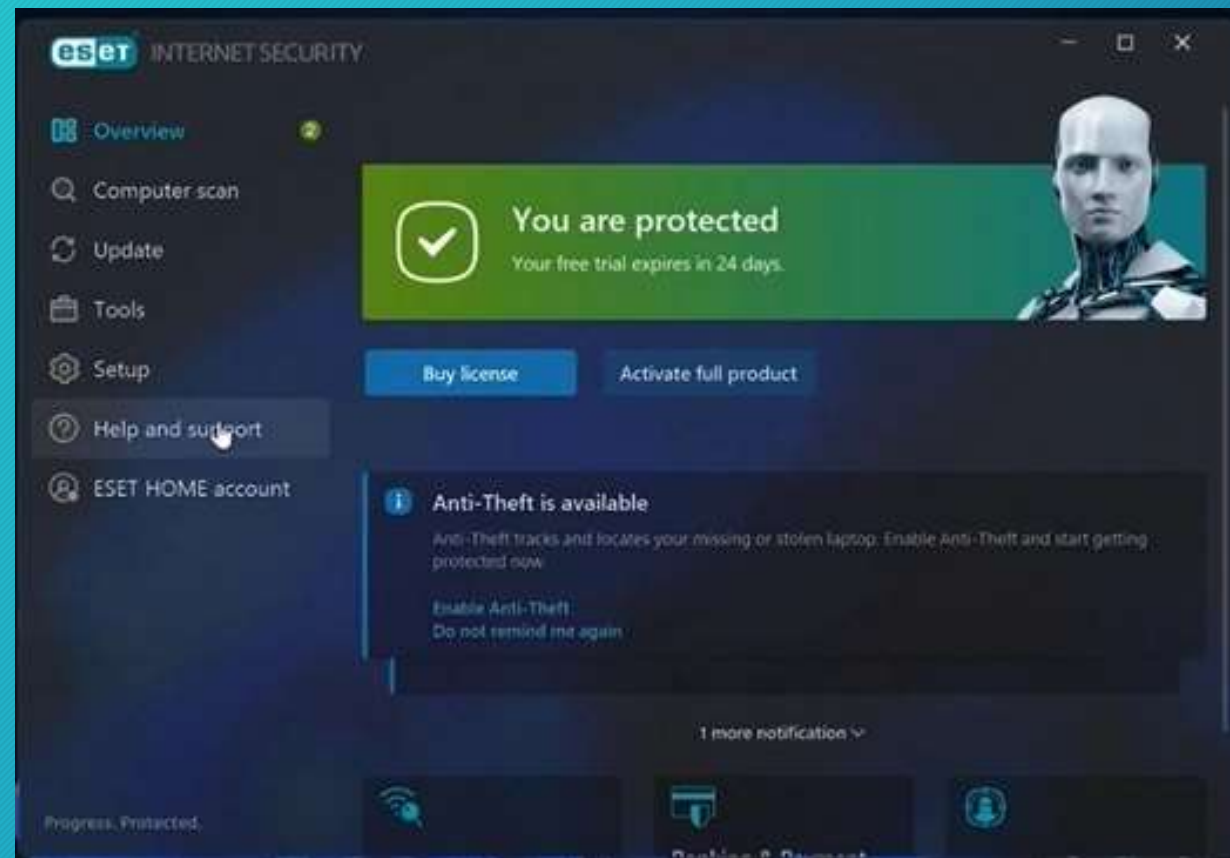 eset INTERNET SECURITY
Overview
2
Computer scan
Update
Tools
Setup
Help and support
ESET HOME account
Progress. Protected.
You are protected
Your free trial expires in 24 days.
Buy license
Activate full product
Anti-Theft is available
Anti-Theft tracks and locates your missing or stolen laptop. Enable Anti-Theft and start getting
protected now.
Enable Anti-Theft
Do not remind me again
1 more notification
Banking & Payment